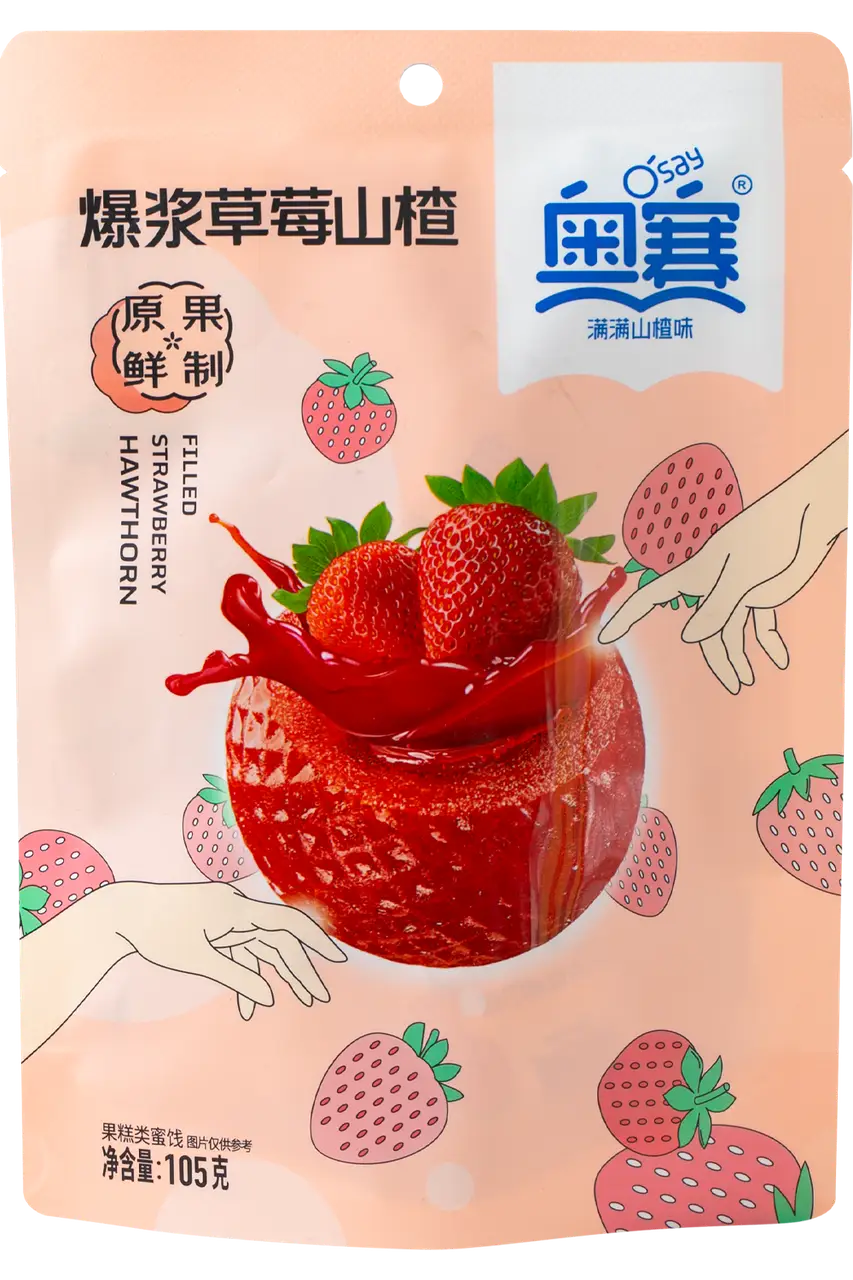 O'say
®
奥赛
满满山楂味
爆浆草莓山楂
原果
鲜制
FILLED
STRAWBERRY
HAWTHORN
果糕类蜜饯 图片仅供参考
净含量:105克